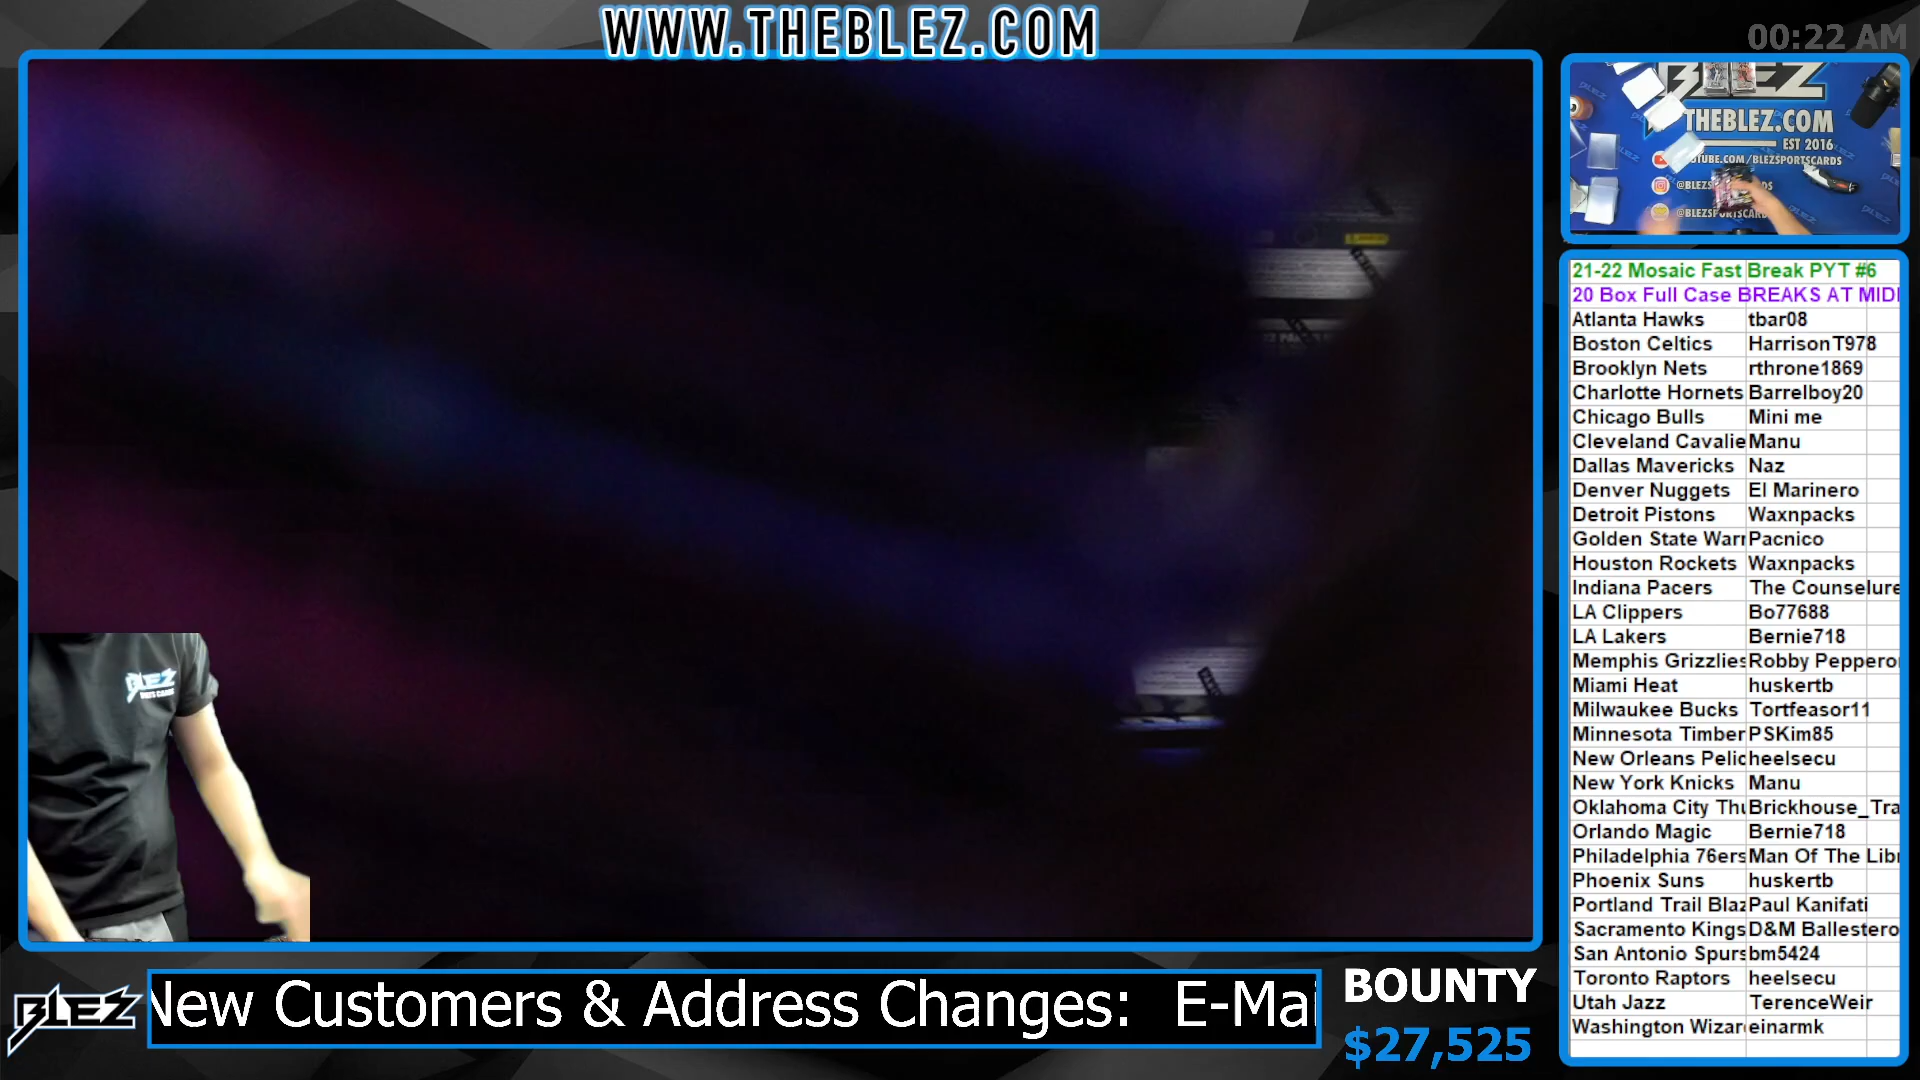 WWW.THEBLEZ.COM
00:22 AM
BLEZ
THEBLEZ.COM
EST 2016
21-22 Mosaic Fast Break PYT #6
20 Box Full Case BREAKS AT
Atlanta Hawks tbar08
Boston Celtics HarrisonT978
Brooklyn Nets rthrone1869
Charlotte Hornets Barrelboy20
Chicago Bulls Mini me
Cleveland Cavalie Manu
Dallas Mavericks Naz
Denver Nuggets El Marinero
Detroit Pistons Waxnpacks
Golden State Warr Pacnico
Houston Rockets Waxnpacks
Indiana Pacers The Counselure
LA Clippers Bo77688
LA Lakers Bernie718
Memphis Grizzlies Robby Pepperoi
Miami Heat huskertb
Milwaukee Bucks Tortfeasor11
Minnesota Timber PSKim85
New Orleans Pelic heelsecu
New York Knicks Manu
Oklahoma City Thu Brickhouse_Tra
Orlando Magic Bernie718
Philadelphia 76ers Man Of The Libr
Phoenix Suns huskertb
Portland Trail Blaz Paul Kanifati
Sacramento Kings D&M Ballestero
San Antonio Spurs bm5424
Toronto Raptors heelsecu
Utah Jazz TerenceWeir
Washington Wizar einarmk
BLEZ
BLEZ
New Customers & Address Changes: E-Mai
BOUNTY
$27,525